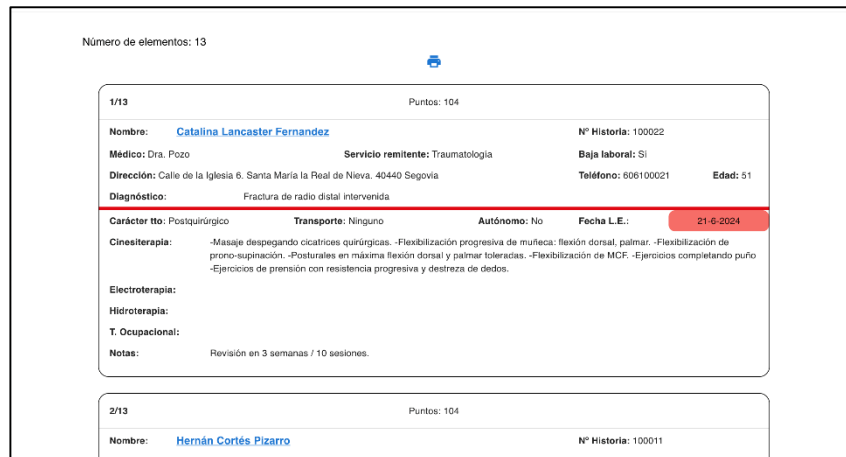 Número de elementos: 13
1/13 Puntos: 104
Nombre: Catalina Lancaster Fernandez Nº Historia: 100022
Médico: Dra. Pozo Servicio remitente: Traumatologia Baja laboral: Si
Dirección: Calle de la Iglesia 6. Santa María la Real de Nieva. 40440 Segovia Teléfono: 606100021 Edad: 51
Diagnóstico: Fractura de radio distal intervenida
Carácter tto: Postquirúrgico Transporte: Ninguno Autónomo: No Fecha L.E.: 21-6-2024
Cinesiterapia: -Masaje despegando cicatrices quirúrgicas. -Flexibilización progresiva de muñeca: flexión dorsal, palmar. -Flexibilización de
prono-supinación. -Posturales en máxima flexión dorsal y palmar toleradas. -Flexibilización de MCF. -Ejercicios completando puño
-Ejercicios de prensión con resistencia progresiva y destreza de dedos.
Electroterapia:
Hidroterapia:
T. Ocupacional:
Notas: Revisión en 3 semanas / 10 sesiones.
2/13 Puntos: 104
Nombre: Hernán Cortés Pizarro Nº Historia: 100011